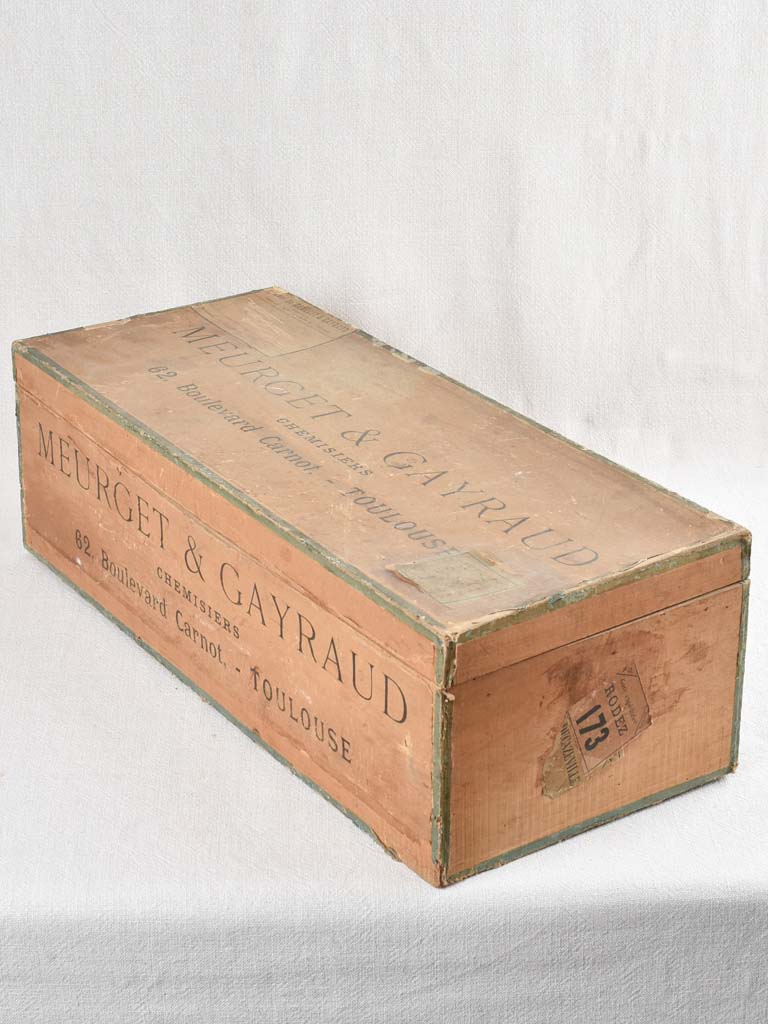 MEURGET & GAYRAUD
CHEMISIERS
62. Boulevard Carnot. - TOULOUSE
MEURGET & GAYRAUD
CHEMISIERS
62. Boulevard Carnot. - TOULOUSE
RODEZ
173